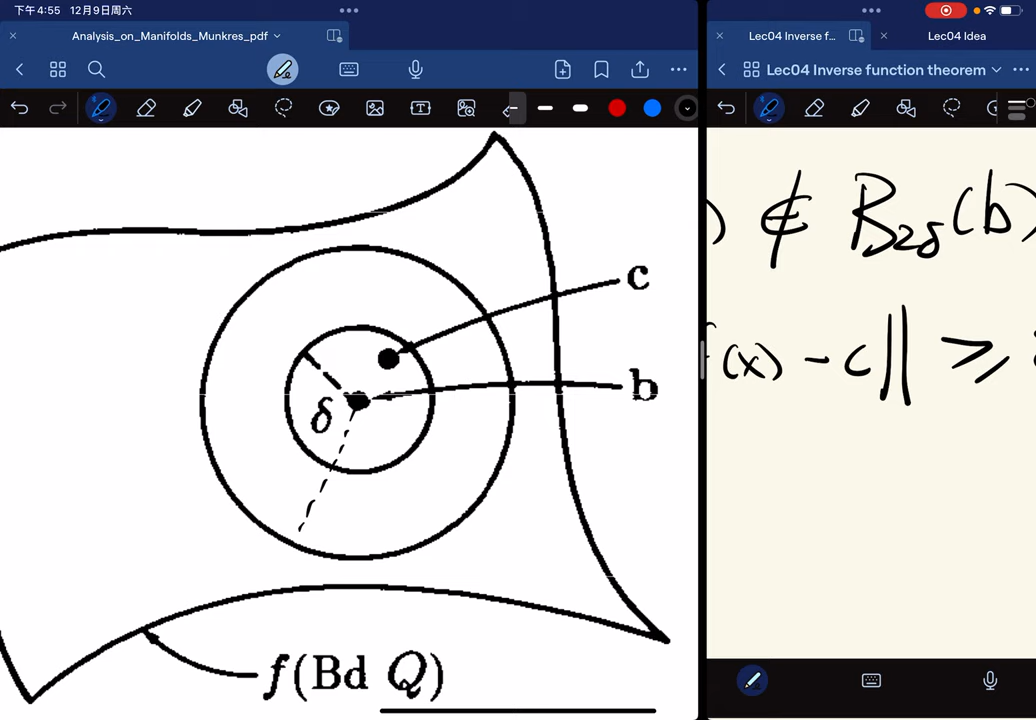 下午4:55 12月9日周六
Analysis_on_Manifolds_Munkres_pdf
c
b
δ
f(Bd Q)
Lec04 Inverse f...
Lec04 Idea
Lec04 Inverse function theorem
) ∉ B2δ(b)
(x) - c‖ ≥